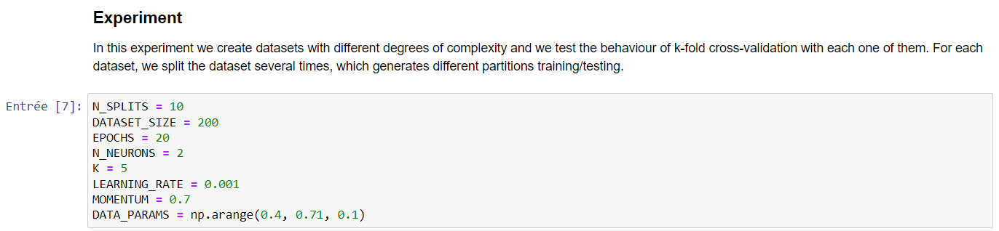 Experiment
In this experiment we create datasets with different degrees of complexity and we test the behaviour of k-fold cross-validation with each one of them. For each
dataset, we split the dataset several times, which generates different partitions training/testing.
Entrée [7]: N_SPLITS = 10
DATASET_SIZE = 200
EPOCHS = 20
N_NEURONS = 2
K = 5
LEARNING_RATE = 0.001
MOMENTUM = 0.7
DATA_PARAMS = np.arange(0.4, 0.71, 0.1)